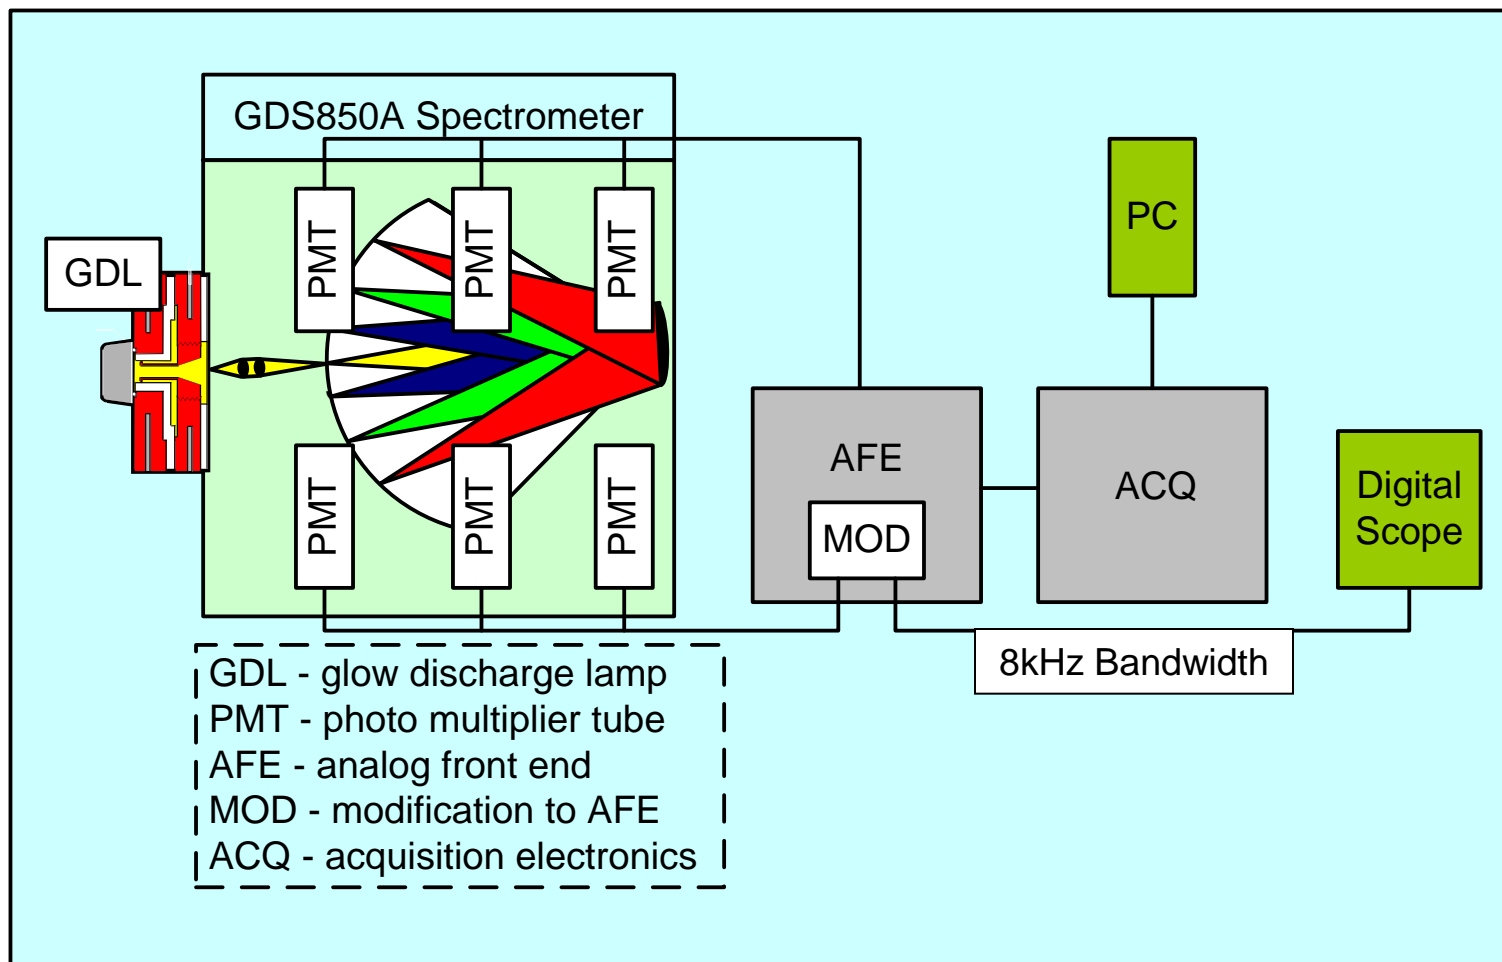 GDS850A Spectrometer
GDL
PMT
PMT
PMT
PMT
PMT
PMT
PC
AFE
MOD
ACQ
Digital
Scope
8kHz Bandwidth
GDL - glow discharge lamp
PMT - photo multiplier tube
AFE - analog front end
MOD - modification to AFE
ACQ - acquisition electronics